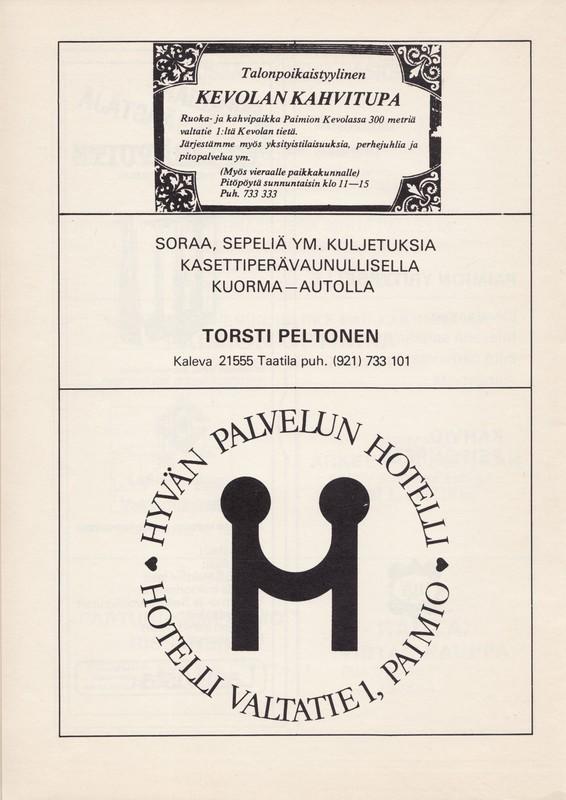 Talonpoikaistyylinen
KEVOLAN KAHVITUPA
Ruoka- ja kahvipaikka Paimion Kevolassa 300 metriä
valtatie 1:ltä Kevolan tietä.
Järjestämme myös yksityistilaisuuksia, perhejuhlia ja
pitopalvelua ym.
(Myös vieraalle paikkakunnalle)
Pitöpöytä sunnuntaisin klo 11—15
Puh. 733 333
SORAA, SEPELIÄ YM. KULJETUKSIA
KASETTIPERÄVAUNULLISELLA
KUORMA—AUTOLLA
TORSTI PELTONEN
Kaleva 21555 Taatila puh. (921) 733 101
HYVÄN PALVELUN HOTELLI
HOTELLI VALTATIE 1, PAIMIO